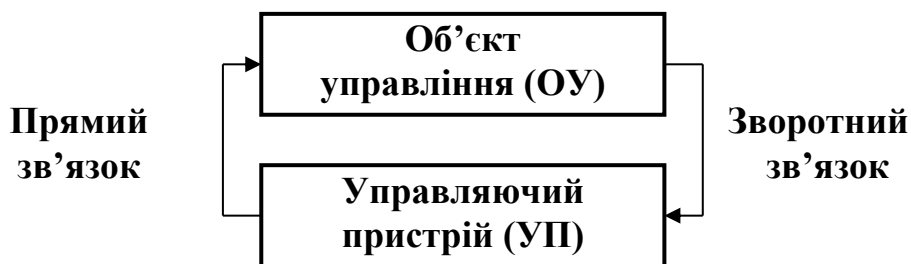 Об’єкт
управління (ОУ)
Прямий
зв’язок
Зворотний
зв’язок
Управляючий
пристрій (УП)